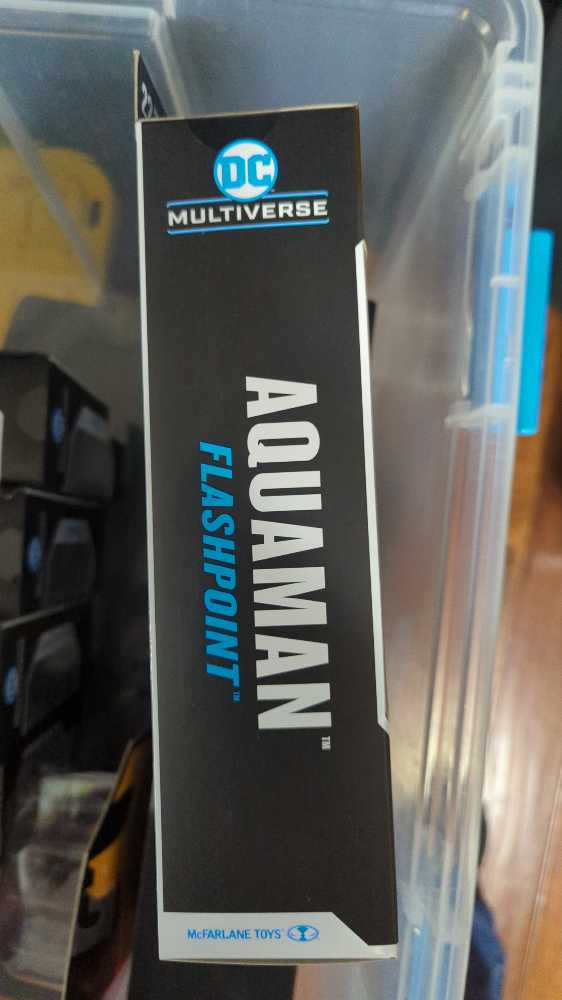 DC
MULTIVERSE
AQUAMAN™
FLASHPOINT™
McFARLANE TOYS